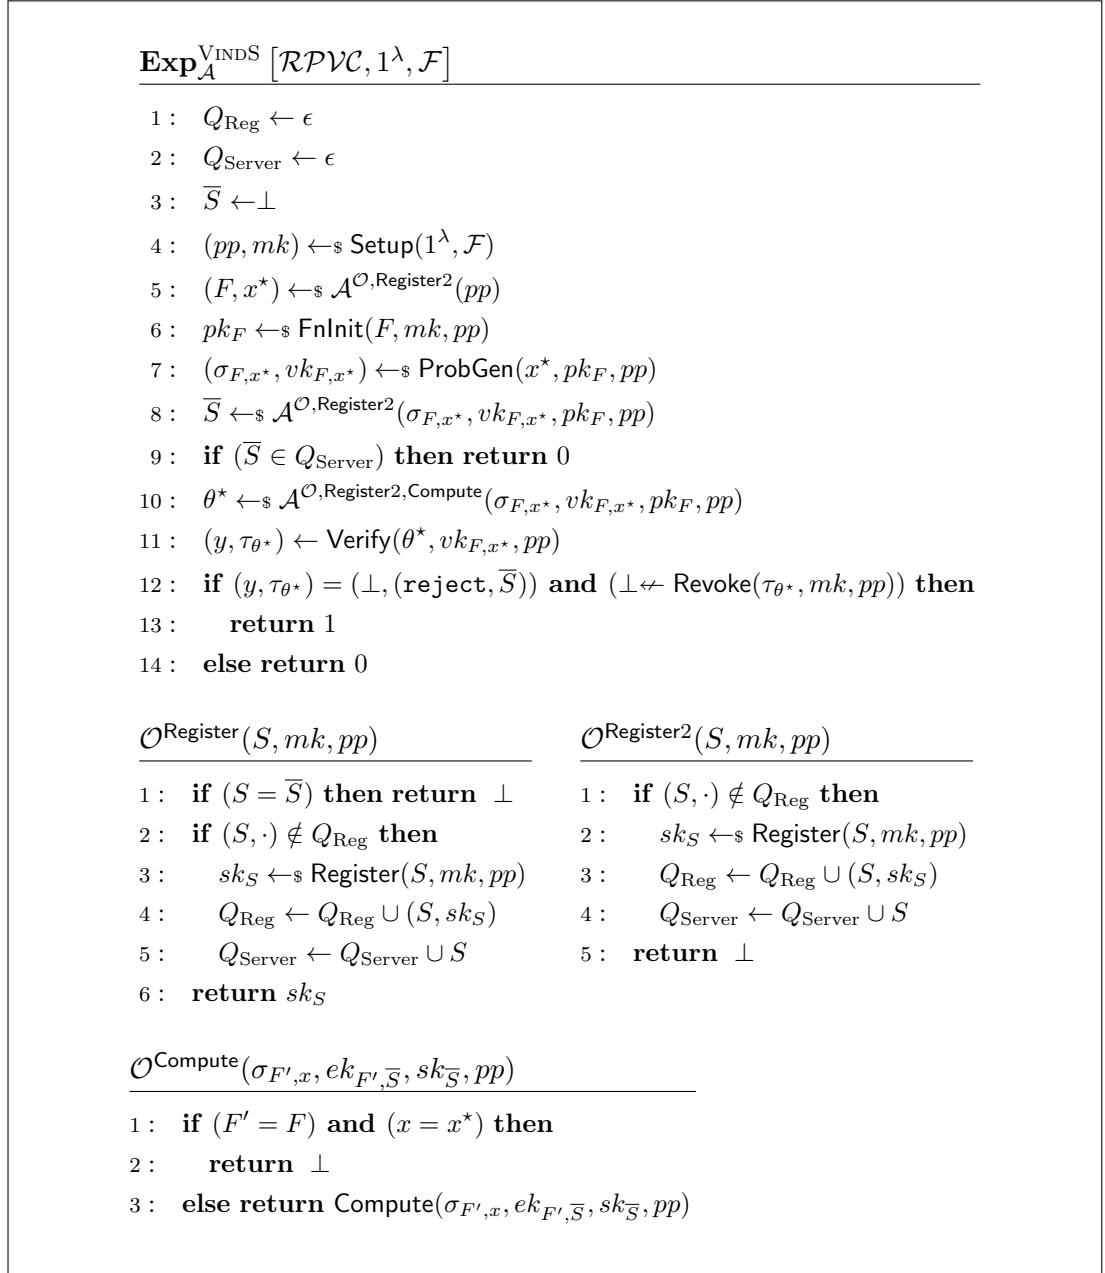 Exp_𝒜^VINDS [ℛ𝒫𝒱𝒞, 1^λ, ℱ]
1 : Q_Reg ← ϵ
2 : Q_Server ← ϵ
3 : S̅ ←⊥
4 : (pp, mk) ←$ Setup(1^λ, ℱ)
5 : (F, x^⋆) ←$ 𝒜^{𝒪,Register2}(pp)
6 : pk_F ←$ FnInit(F, mk, pp)
7 : (σ_{F,x^⋆}, vk_{F,x^⋆}) ←$ ProbGen(x^⋆, pk_F, pp)
8 : S̅ ←$ 𝒜^{𝒪,Register2}(σ_{F,x^⋆}, vk_{F,x^⋆}, pk_F, pp)
9 : if (S̅ ∈ Q_Server) then return 0
10 : θ^⋆ ←$ 𝒜^{𝒪,Register2,Compute}(σ_{F,x^⋆}, vk_{F,x^⋆}, pk_F, pp)
11 : (y, τ_{θ^⋆}) ← Verify(θ^⋆, vk_{F,x^⋆}, pp)
12 : if (y, τ_{θ^⋆}) = (⊥, (reject, S̅)) and (⊥↚ Revoke(τ_{θ^⋆}, mk, pp)) then
13 : return 1
14 : else return 0
𝒪^Register(S, mk, pp)
1 : if (S = S̅) then return ⊥
2 : if (S, ·) ∉ Q_Reg then
3 : sk_S ←$ Register(S, mk, pp)
4 : Q_Reg ← Q_Reg ∪ (S, sk_S)
5 : Q_Server ← Q_Server ∪ S
6 : return sk_S
𝒪^Register2(S, mk, pp)
1 : if (S, ·) ∉ Q_Reg then
2 : sk_S ←$ Register(S, mk, pp)
3 : Q_Reg ← Q_Reg ∪ (S, sk_S)
4 : Q_Server ← Q_Server ∪ S
5 : return ⊥
𝒪^Compute(σ_{F′,x}, ek_{F′,S̅}, sk_S̅, pp)
1 : if (F′ = F) and (x = x^⋆) then
2 : return ⊥
3 : else return Compute(σ_{F′,x}, ek_{F′,S̅}, sk_S̅, pp)